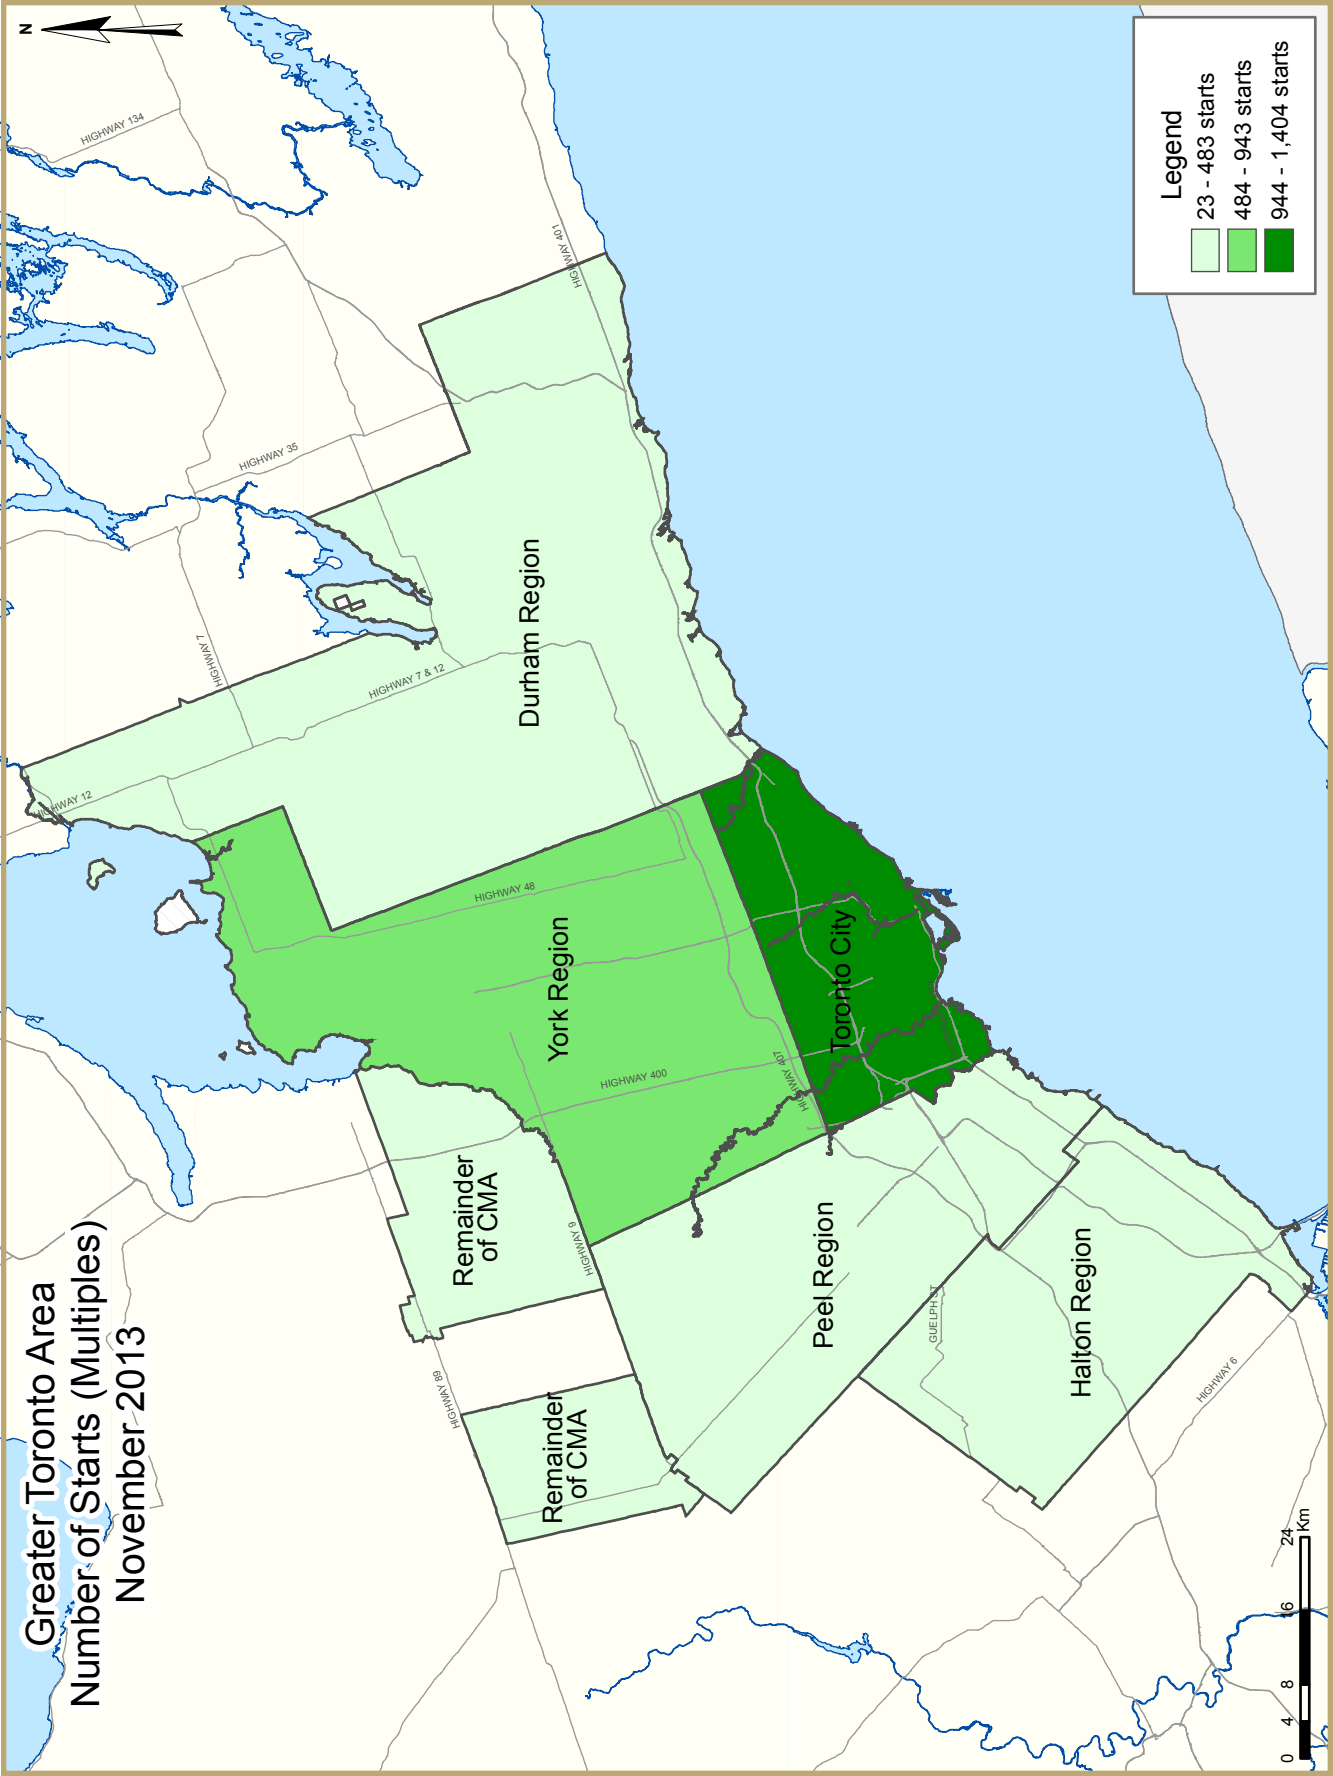 Greater Toronto Area
Number of Starts (Multiples)
November 2013
N
HIGHWAY 134
HIGHWAY 401
HIGHWAY 35
HIGHWAY 7
HIGHWAY 7 & 12
HIGHWAY 12
Durham Region
HIGHWAY 48
York Region
HIGHWAY 400
HIGHWAY 407
Toronto City
Remainder
of CMA
HIGHWAY 9
HIGHWAY 89
Remainder
of CMA
Peel Region
GUELPH ST
Halton Region
HIGHWAY 6
0 4 8 16 24
Km
Legend
23 - 483 starts
484 - 943 starts
944 - 1,404 starts